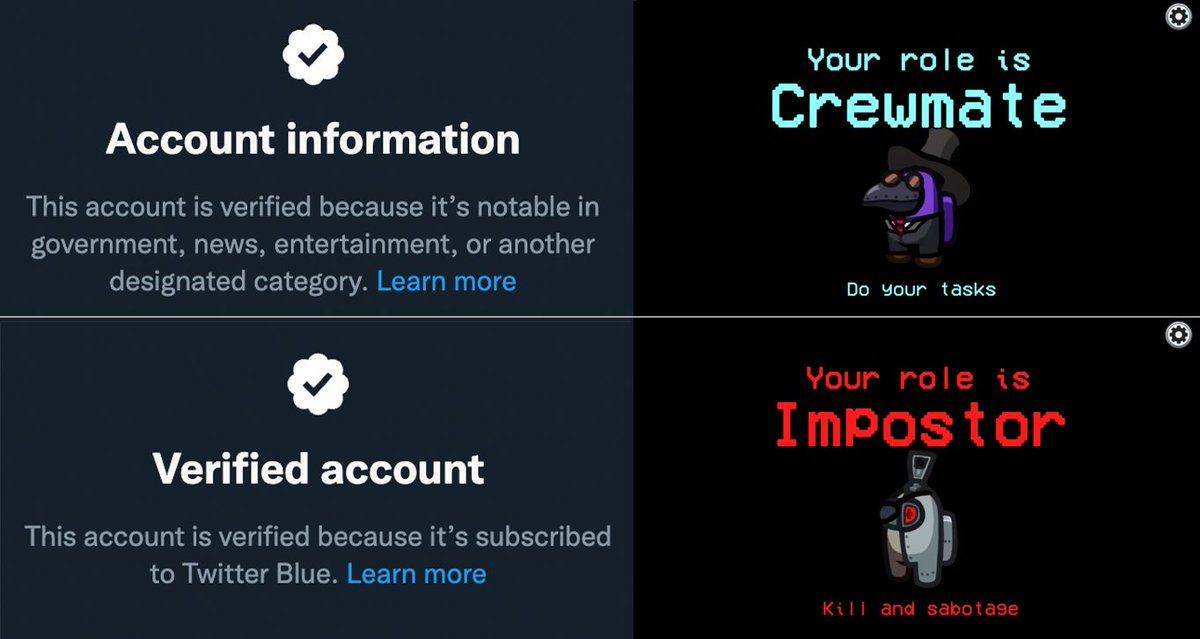 Account information
This account is verified because it’s notable in
government, news, entertainment, or another
designated category. Learn more
Your role is
Crewmate
Do your tasks
Verified account
This account is verified because it’s subscribed
to Twitter Blue. Learn more
Your role is
Impostor
Kill and sabotage